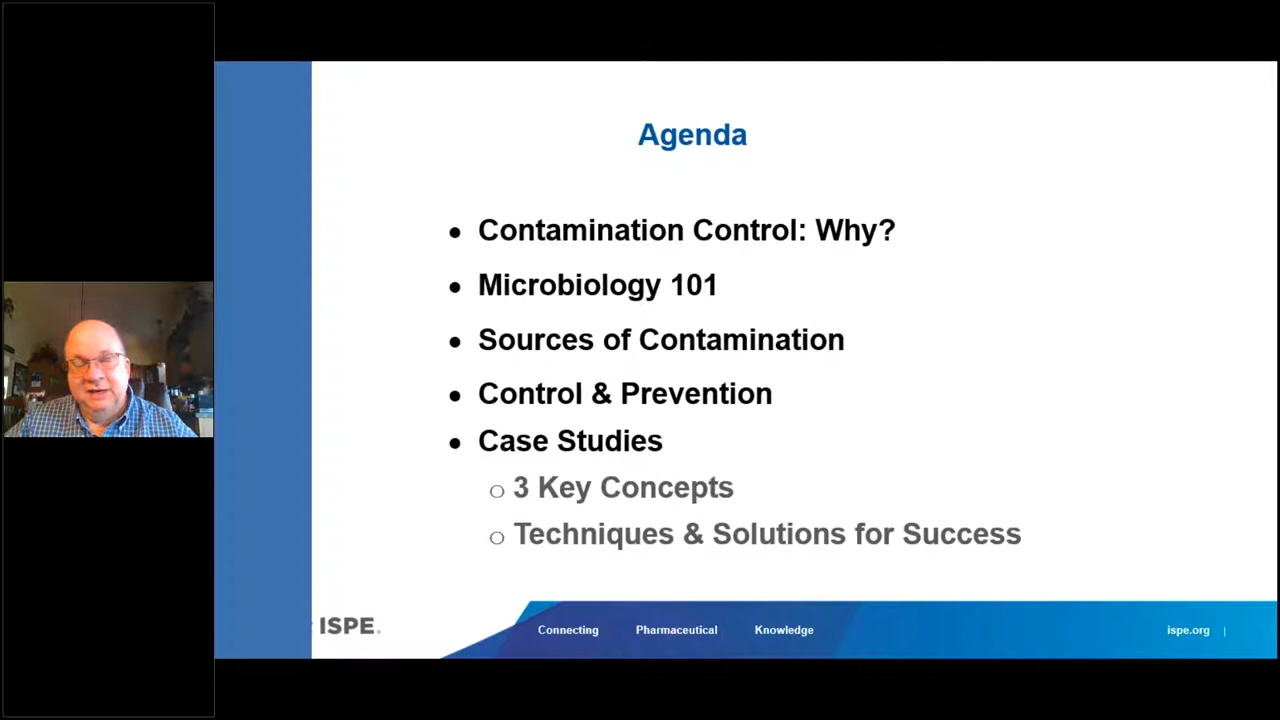 Agenda
• Contamination Control: Why?
• Microbiology 101
• Sources of Contamination
• Control & Prevention
• Case Studies
○ 3 Key Concepts
○ Techniques & Solutions for Success
ISPE.
Connecting Pharmaceutical Knowledge
ispe.org |